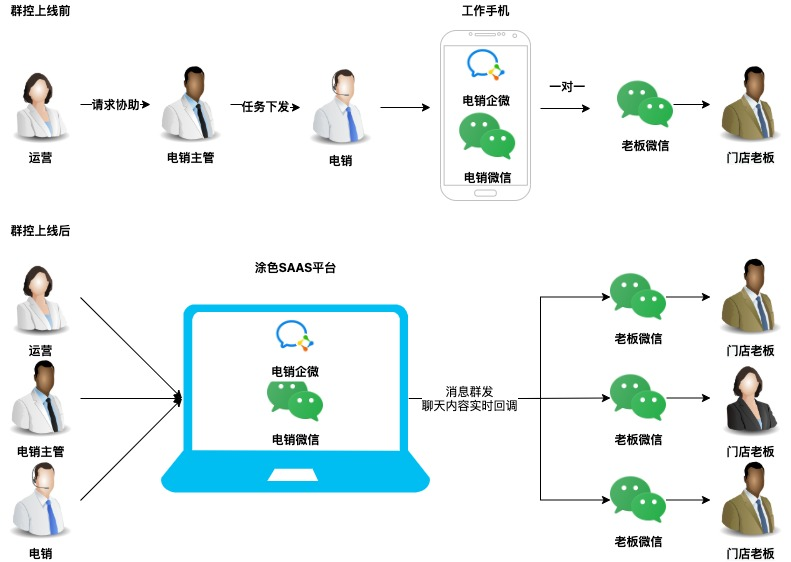 群控上线前
工作手机
请求协助
任务下发
一对一
电销企微
电销微信
运营
电销主管
电销
老板微信
门店老板
群控上线后
涂色SAAS平台
运营
电销企微
老板微信
门店老板
消息群发
聊天内容实时回调
电销主管
电销微信
老板微信
门店老板
电销
老板微信
门店老板